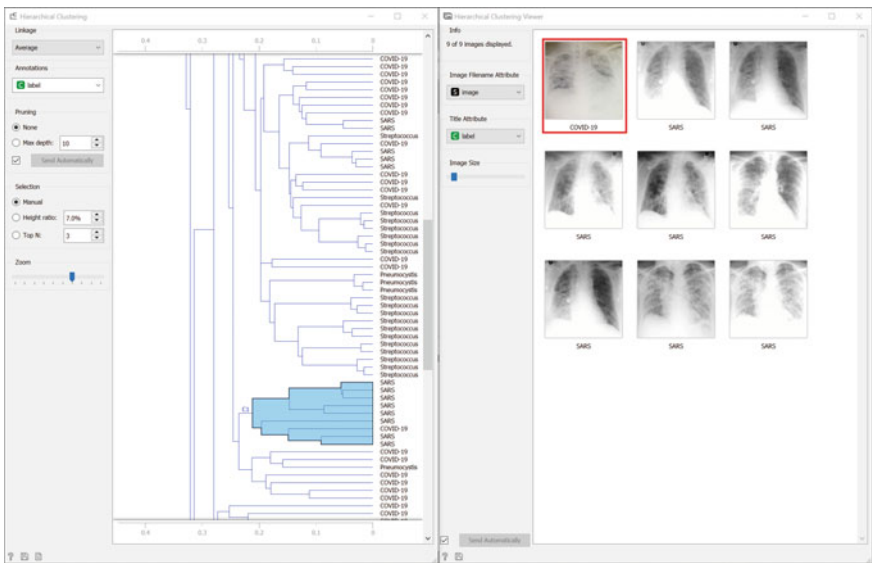 Hierarchical Clustering
Linkage
Average
Annotations
C label
Pruning
None
Max depth: 10
Send Automatically
Selection
Manual
Height ratio: 7.0%
Top N: 3
Zoom
0.4 0.3 0.2 0.1 0
COVID-19
COVID-19
COVID-19
COVID-19
COVID-19
COVID-19
COVID-19
COVID-19
SARS
SARS
Streptococcus
COVID-19
SARS
SARS
SARS
COVID-19
COVID-19
COVID-19
Streptococcus
COVID-19
Streptococcus
Streptococcus
Streptococcus
Streptococcus
Streptococcus
Streptococcus
COVID-19
COVID-19
Pneumocystis
Pneumocystis
Pneumocystis
Streptococcus
Streptococcus
Streptococcus
Streptococcus
Streptococcus
Streptococcus
Streptococcus
Streptococcus
Streptococcus
Streptococcus
Streptococcus
SARS
SARS
SARS
SARS
SARS
SARS
COVID-19
SARS
SARS
C1
COVID-19
COVID-19
Pneumocystis
COVID-19
COVID-19
COVID-19
COVID-19
COVID-19
COVID-19
0.4 0.3 0.2 0.1 0
?
Hierarchical Clustering Viewer
Info
9 of 9 images displayed.
Image Filename Attribute
S image
Title Attribute
C label
Image Size
Send Automatically
?
COVID-19 SARS SARS
SARS SARS SARS
SARS SARS SARS